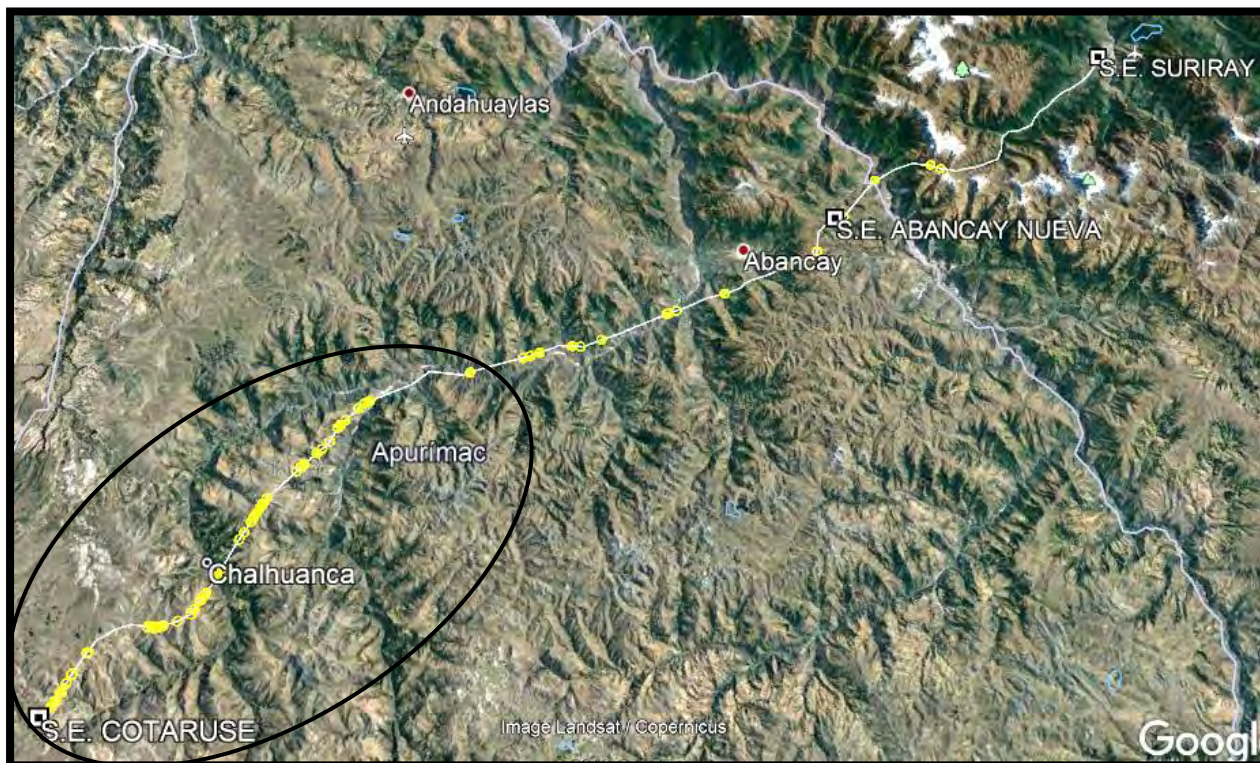 S.E. SURIRAY
Andahuaylas
S.E. ABANCAY NUEVA
Abancay
Apurimac
Chalhuanca
S.E. COTARUSE
Image Landsat / Copernicus
Googl